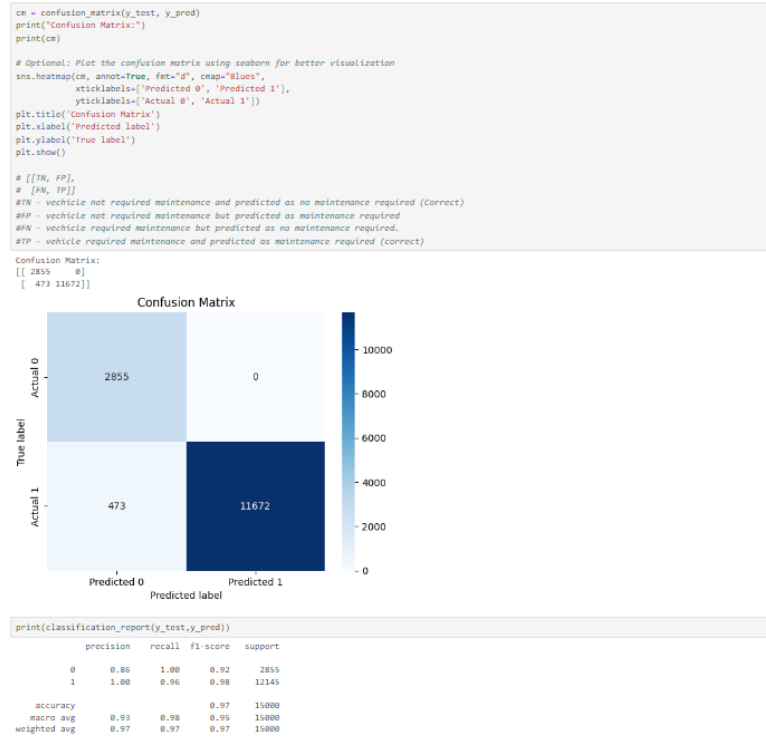 cm = confusion_matrix(y_test, y_pred)
print("Confusion Matrix:")
print(cm)
# Optional: Plot the confusion matrix using seaborn for better visualization
sns.heatmap(cm, annot=True, fmt="d", cmap="Blues",
xticklabels=['Predicted 0', 'Predicted 1'],
yticklabels=['Actual 0', 'Actual 1'])
plt.title('Confusion Matrix')
plt.xlabel('Predicted label')
plt.ylabel('True label')
plt.show()
# [[TN, FP],
#  [FN, TP]]
#TN - vechicle not required maintenance and predicted as no maintenance required (Correct)
#FP - vechicle not required maintenance but predicted as maintenance required
#FN - vechicle required maintenance but predicted as no maintenance required.
#TP - vehicle required maintenance and predicted as maintenance required (correct)
Confusion Matrix:
[[ 2855     0]
[  473 11672]]
Confusion Matrix
Actual 0
2855
0
Actual 1
473
11672
True label
Predicted 0
Predicted 1
Predicted label
10000
8000
6000
4000
2000
0
print(classification_report(y_test,y_pred))
precision recall f1-score support
0 0.86 1.00 0.92 2855
1 1.00 0.96 0.98 12145
accuracy 0.97 15000
macro avg 0.93 0.98 0.95 15000
weighted avg 0.97 0.97 0.97 15000